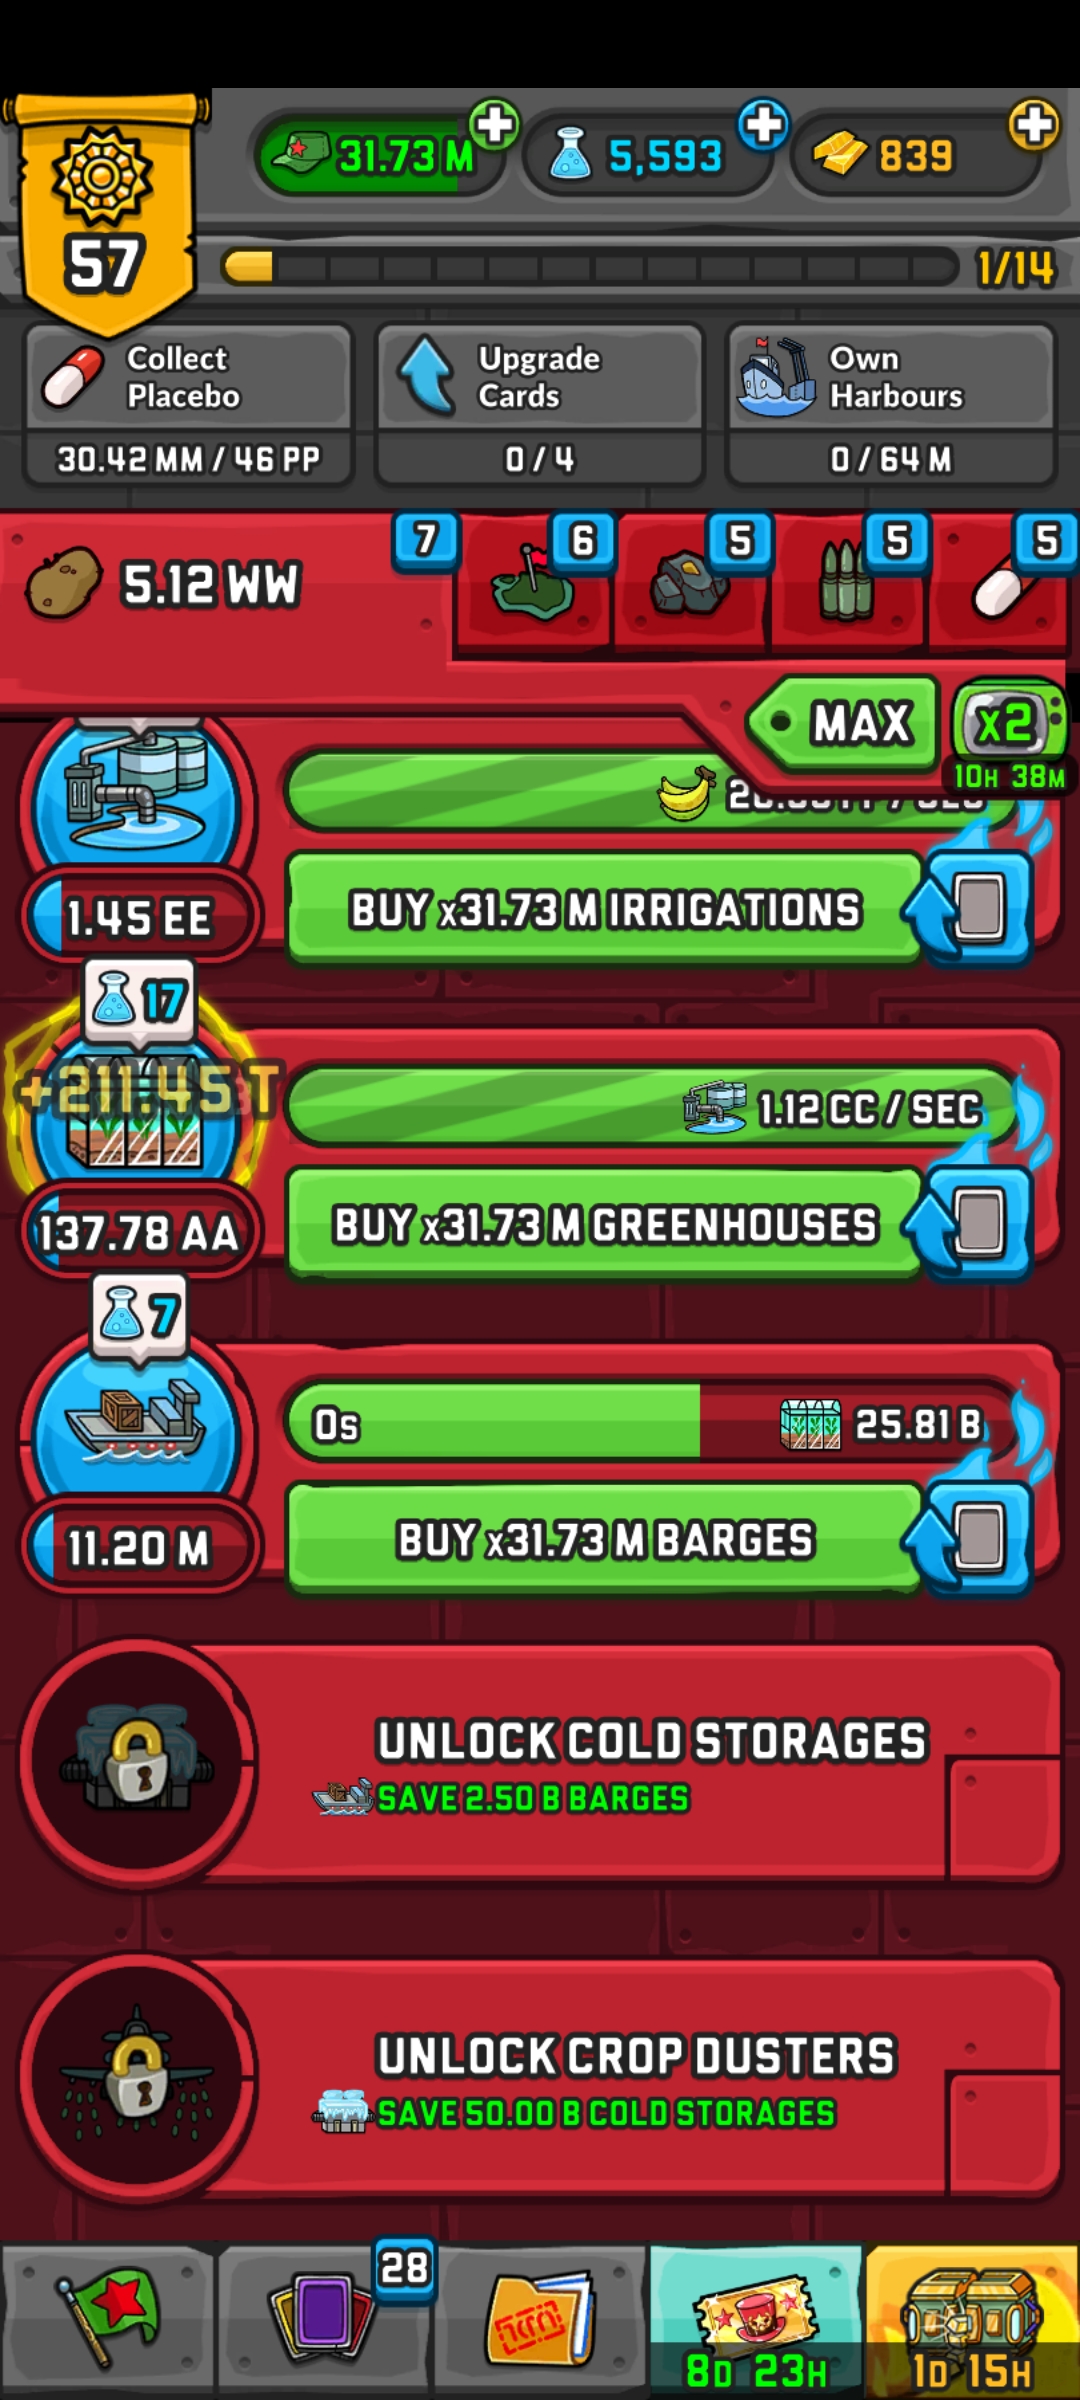 31.73 M
5,593
839
57
1/14
Collect
Placebo
30.42 MM / 46 PP
Upgrade
Cards
0 / 4
Own
Harbours
0 / 64 M
5.12 WW
7
6
5
5
5
MAX
x2
10H 38M
BUY x31.73 M IRRIGATIONS
1.45 EE
17
+211.45 T
1.12 CC / SEC
BUY x31.73 M GREENHOUSES
137.78 AA
7
0s
25.81 B
BUY x31.73 M BARGES
11.20 M
UNLOCK COLD STORAGES
SAVE 2.50 B BARGES
UNLOCK CROP DUSTERS
SAVE 50.00 B COLD STORAGES
28
8D 23H
1D 15H